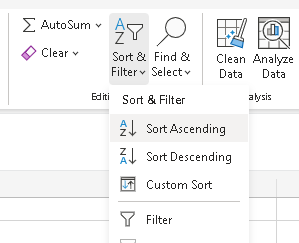 AutoSum
Clear
Sort &
Filter
Find &
Select
Clean
Data
Analyze
Data
Sort & Filter
Sort Ascending
Sort Descending
Custom Sort
Filter